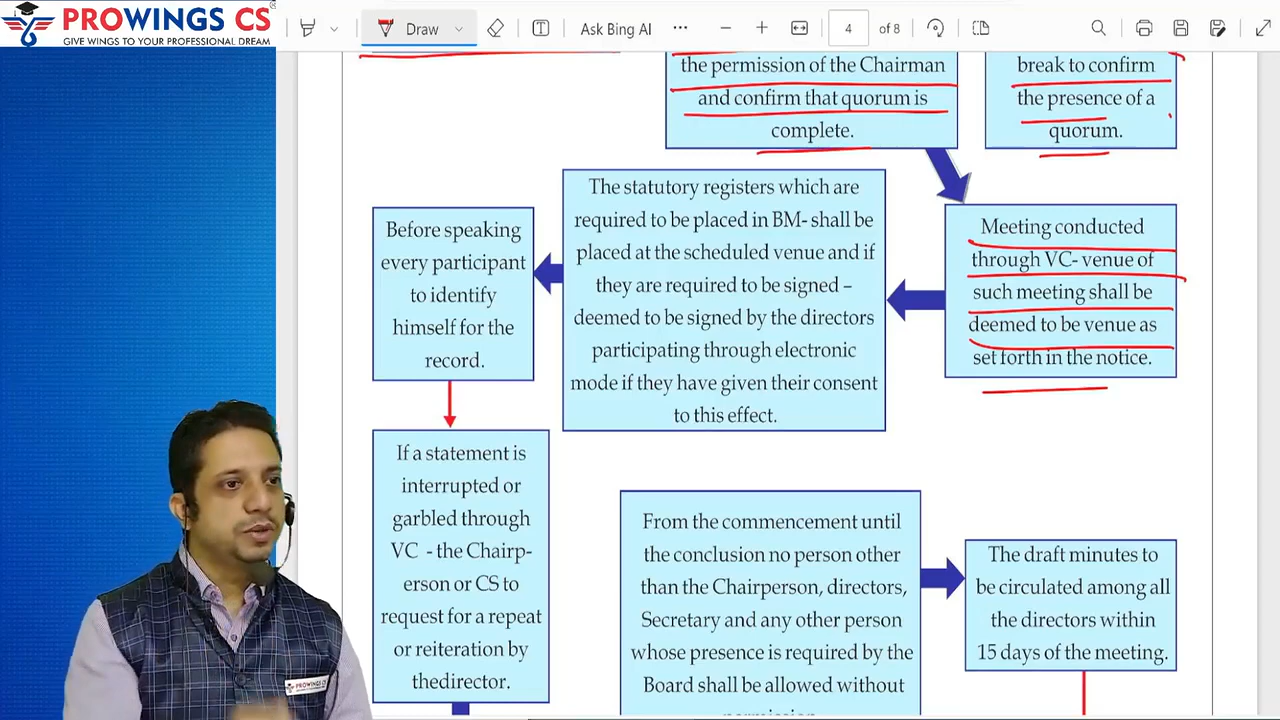 PROWINGS CS
GIVE WINGS TO YOUR PROFESSIONAL DREAM
Draw
Ask Bing AI
4
of 8
the permission of the Chairman
and confirm that quorum is
complete.
break to confirm
the presence of a
quorum.
Meeting conducted
through VC- venue of
such meeting shall be
deemed to be venue as
set forth in the notice.
The statutory registers which are
required to be placed in BM- shall be
placed at the scheduled venue and if
they are required to be signed –
deemed to be signed by the directors
participating through electronic
mode if they have given their consent
to this effect.
Before speaking
every participant
to identify
himself for the
record.
If a statement is
interrupted or
garbled through
VC - the Chairp-
erson or CS to
request for a repeat
or reiteration by
thedirector.
From the commencement until
the conclusion no person other
than the Chairperson, directors,
Secretary and any other person
whose presence is required by the
Board shall be allowed without
The draft minutes to
be circulated among all
the directors within
15 days of the meeting.
PROWINGS CS